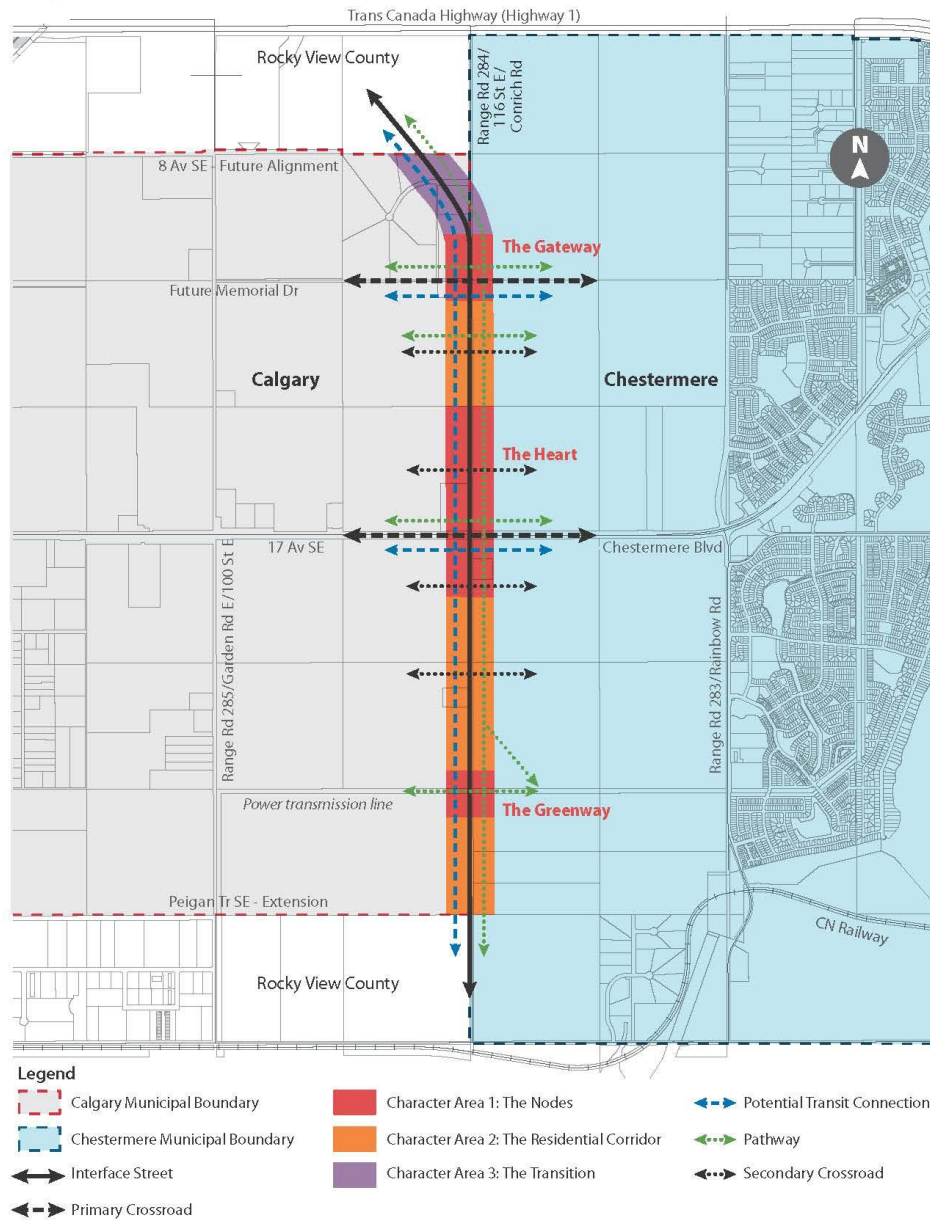 Trans Canada Highway (Highway 1)
Rocky View County
Range Rd 284/
116 St E/
Conrich Rd
N
8 Av SE - Future Alignment
The Gateway
Future Memorial Dr
Calgary
Chestermere
The Heart
17 Av SE
Chestermere Blvd
Range Rd 285/Garden Rd E/100 St E
Range Rd 283/Rainbow Rd
Power transmission line
The Greenway
Peigan Tr SE - Extension
CN Railway
Rocky View County
Legend
Calgary Municipal Boundary
Chestermere Municipal Boundary
Interface Street
Primary Crossroad
Character Area 1: The Nodes
Character Area 2: The Residential Corridor
Character Area 3: The Transition
Potential Transit Connection
Pathway
Secondary Crossroad